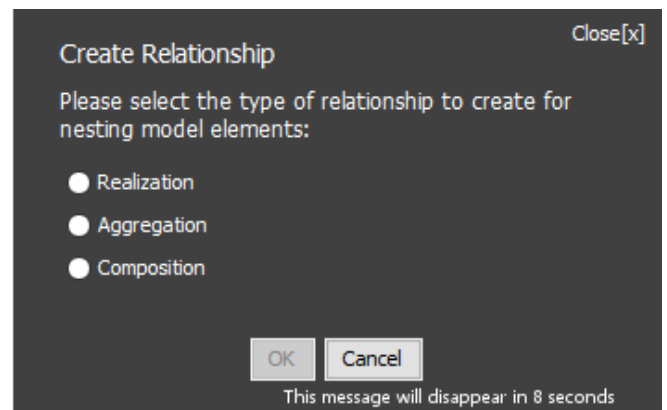 Close[x]
Create Relationship
Please select the type of relationship to create for
nesting model elements:
Realization
Aggregation
Composition
OK
Cancel
This message will disappear in 8 seconds